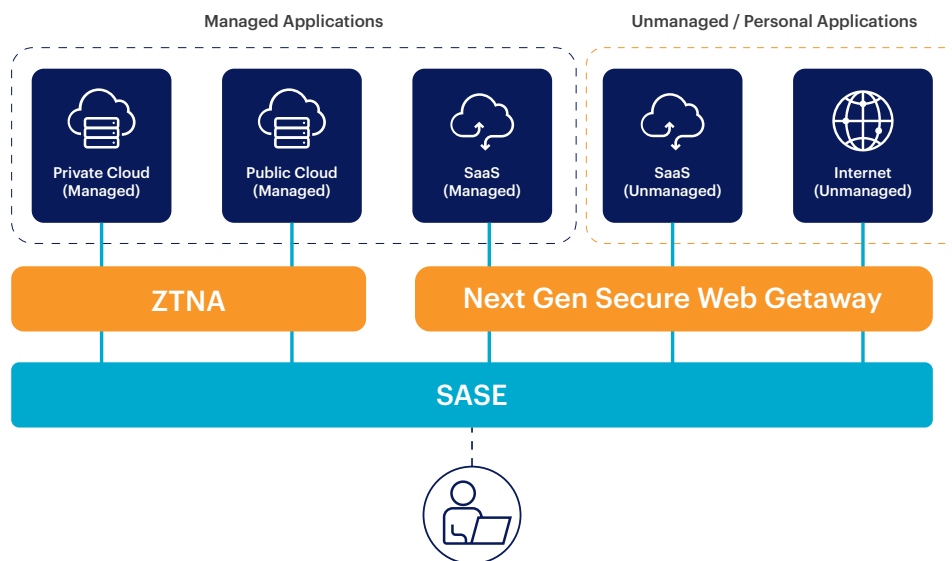 Managed Applications
Unmanaged / Personal Applications
Private Cloud
(Managed)
Public Cloud
(Managed)
SaaS
(Managed)
SaaS
(Unmanaged)
Internet
(Unmanaged)
ZTNA
Next Gen Secure Web Getaway
SASE